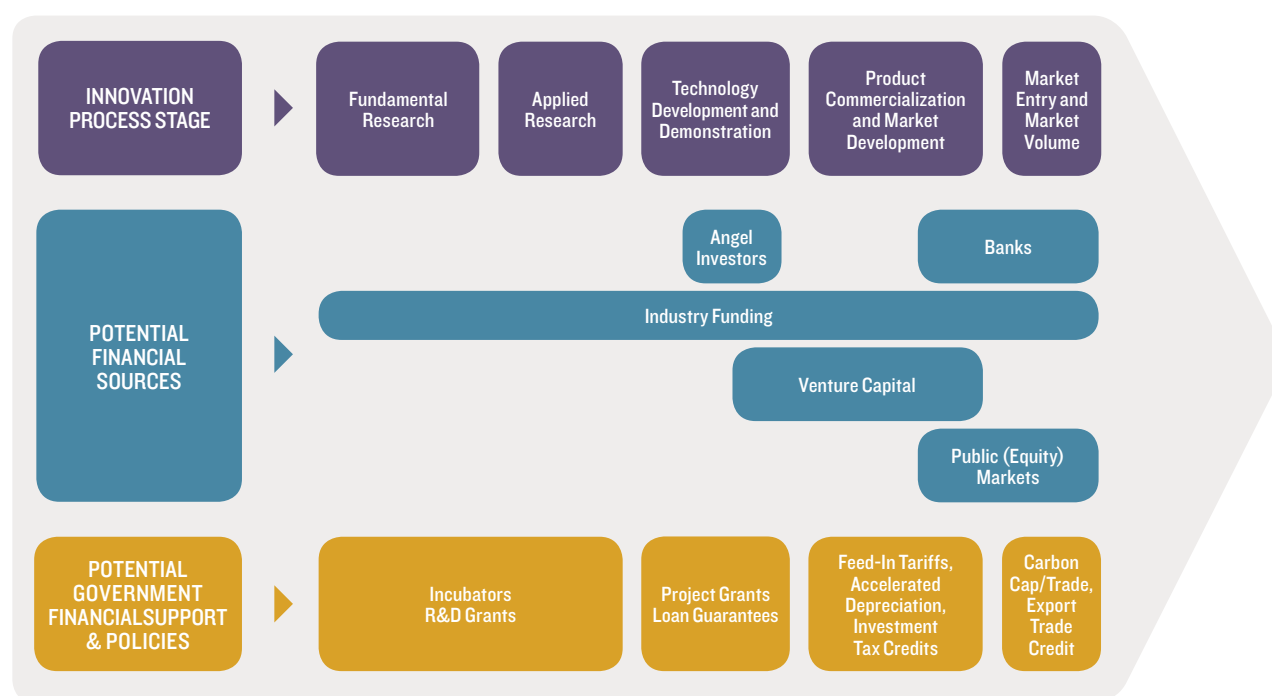 INNOVATION
PROCESS STAGE
Fundamental
Research
Applied
Research
Technology
Development and
Demonstration
Product
Commercialization
and Market
Development
Market
Entry and
Market
Volume
POTENTIAL
FINANCIAL
SOURCES
Angel
Investors
Banks
Industry Funding
Venture Capital
Public (Equity)
Markets
POTENTIAL
GOVERNMENT
FINANCIALSUPPORT
& POLICIES
Incubators
R&D Grants
Project Grants
Loan Guarantees
Feed-In Tariffs,
Accelerated
Depreciation,
Investment
Tax Credits
Carbon
Cap/Trade,
Export
Trade
Credit